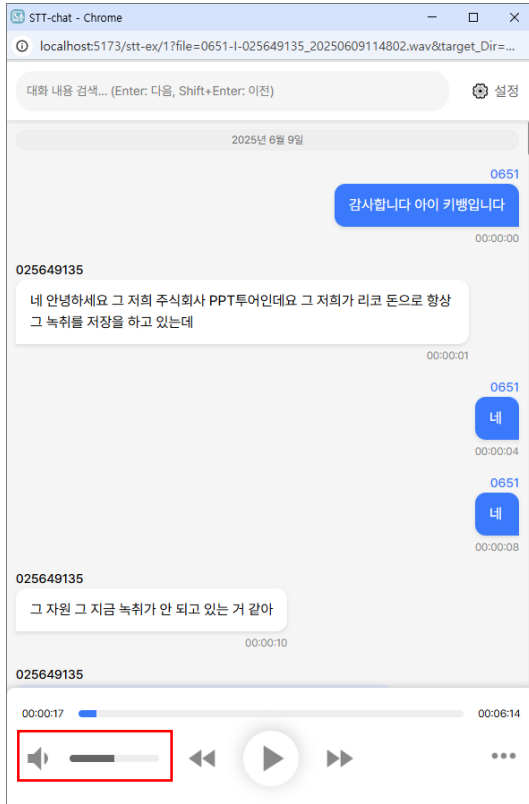 STT-chat - Chrome
localhost:5173/stt-ex/1?file=0651-I-025649135_20250609114802.wav&target_Dir=...
대화 내용 검색... (Enter: 다음, Shift+Enter: 이전)
설정
2025년 6월 9일
0651
감사합니다 아이 키뱅입니다
00:00:00
025649135
네 안녕하세요 그 저희 주식회사 PPT투어인데요 그 저희가 리코 돈으로 항상
그 녹취를 저장을 하고 있는데
00:00:01
0651
네
00:00:04
0651
네
00:00:08
025649135
그 자원 그 지금 녹취가 안 되고 있는 거 같아
00:00:10
025649135
00:00:17
00:06:14